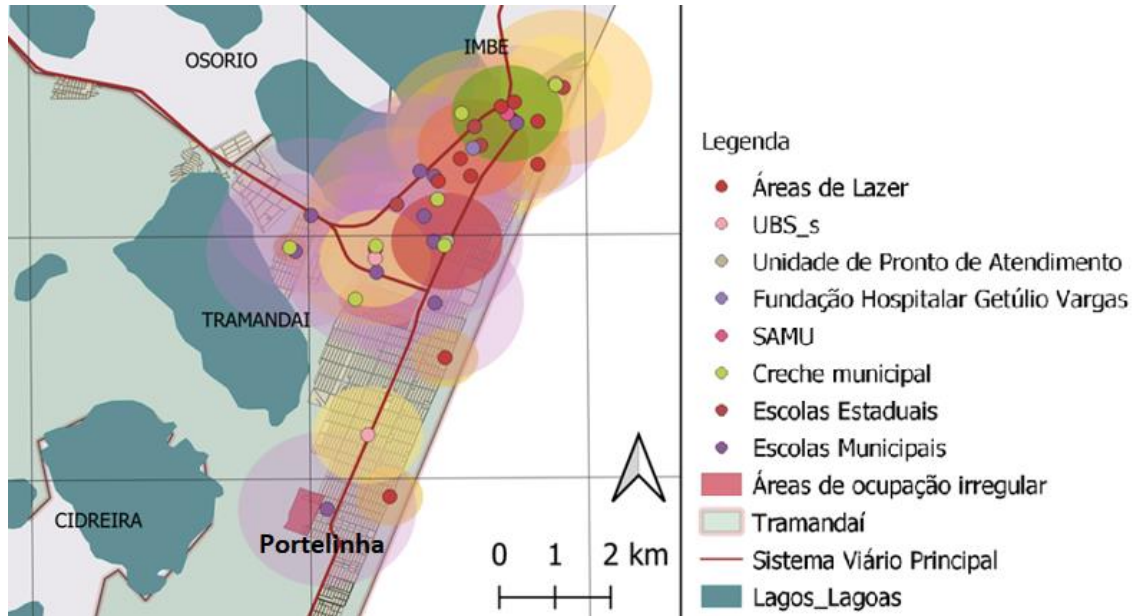 OSORIO
IMBE
TRAMANDAI
CIDREIRA
Portelinha
0 1 2 km
Legenda
Áreas de Lazer
UBS_s
Unidade de Pronto de Atendimento
Fundação Hospitalar Getúlio Vargas
SAMU
Creche municipal
Escolas Estaduais
Escolas Municipais
Áreas de ocupação irregular
Tramandaí
Sistema Viário Principal
Lagos_Lagoas